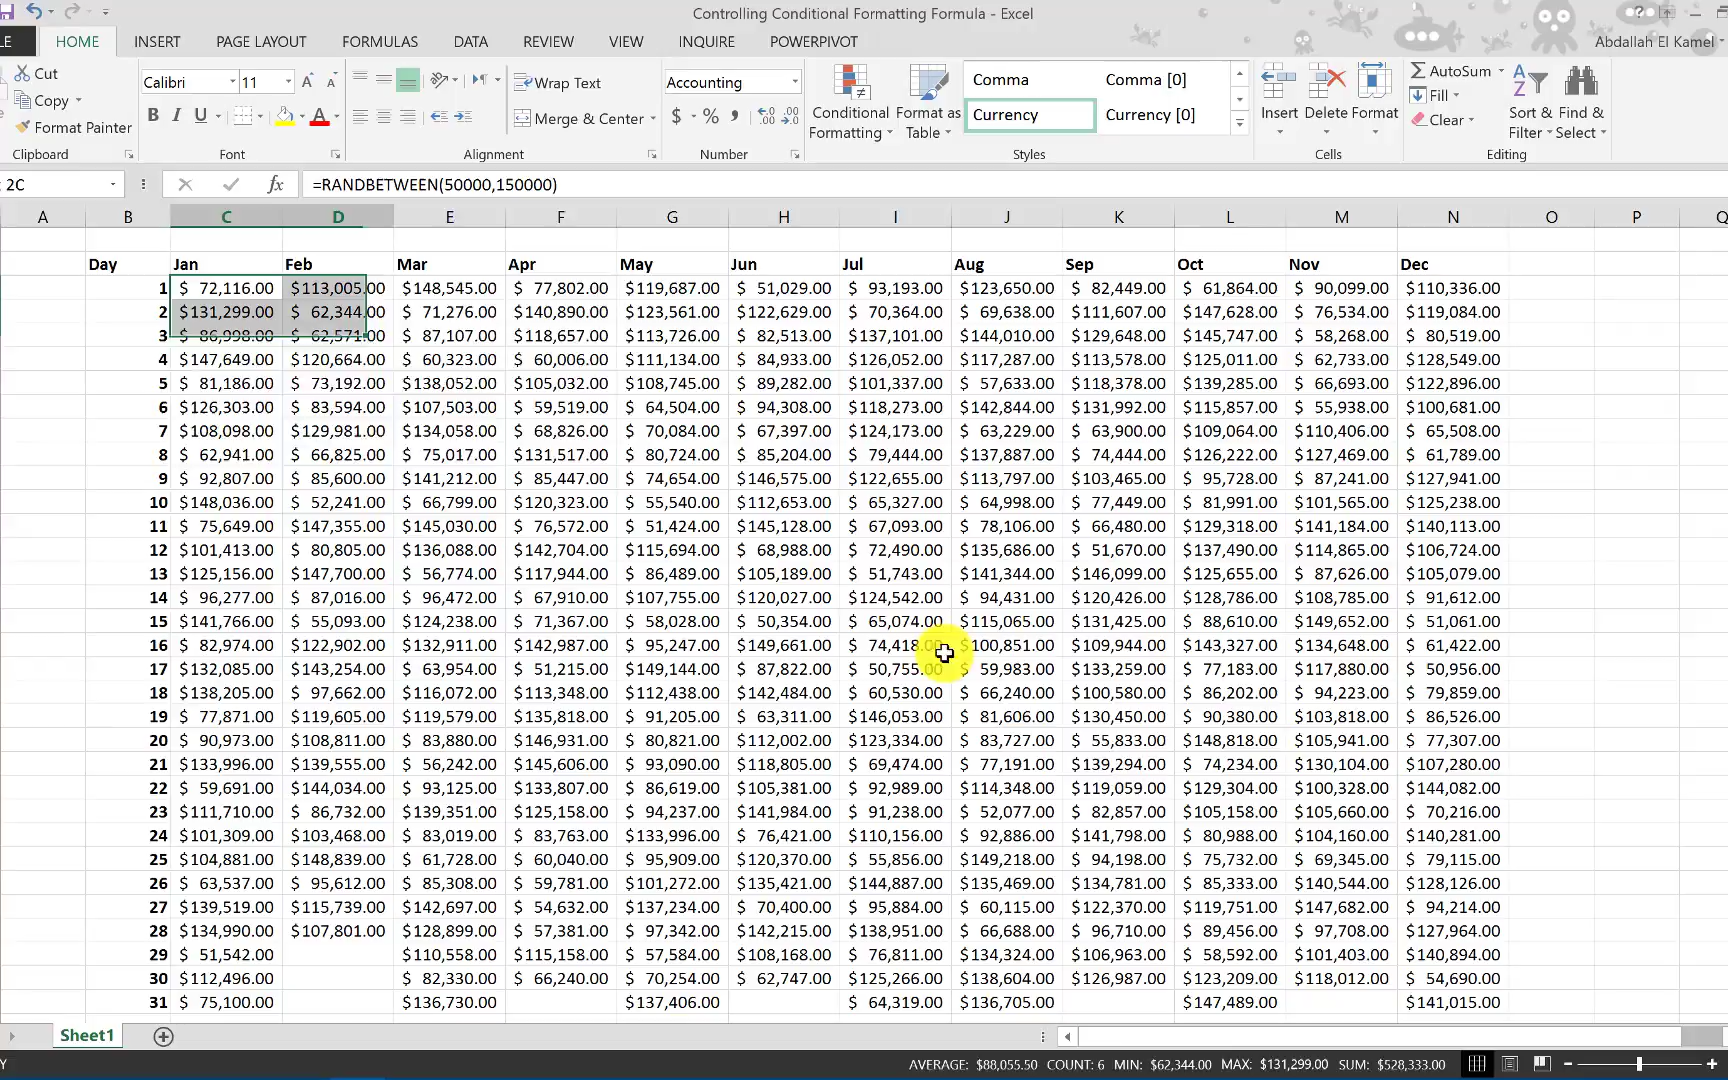 Controlling Conditional Formatting Formula - Excel
LE HOME INSERT PAGE LAYOUT FORMULAS DATA REVIEW VIEW INQUIRE POWERPIVOT Abdallah El Kamel
Cut
Copy
Format Painter
Clipboard
Calibri 11
B I U
Font
Wrap Text
Merge & Center
Alignment
Accounting
$ % ,
Number
Conditional Formatting
Format as Table
Comma Comma [0]
Currency Currency [0]
Styles
Insert Delete Format
Cells
AutoSum
Fill
Clear
Sort & Filter
Find & Select
Editing
2C =RANDBETWEEN(50000,150000)
A B C D E F G H I J K L M N O P Q
Day Jan Feb Mar Apr May Jun Jul Aug Sep Oct Nov Dec
1 $ 72,116.00 $113,005.00 $148,545.00 $ 77,802.00 $119,687.00 $ 51,029.00 $ 93,193.00 $123,650.00 $ 82,449.00 $ 61,864.00 $ 90,099.00 $110,336.00
2 $131,299.00 $ 62,344.00 $ 71,276.00 $140,890.00 $123,561.00 $122,629.00 $ 70,364.00 $ 69,638.00 $111,607.00 $147,628.00 $ 76,534.00 $119,084.00
3 $ 86,998.00 $ 62,571.00 $ 87,107.00 $118,657.00 $113,726.00 $ 82,513.00 $137,101.00 $144,010.00 $129,648.00 $145,747.00 $ 58,268.00 $ 80,519.00
4 $147,649.00 $120,664.00 $ 60,323.00 $ 60,006.00 $111,134.00 $ 84,933.00 $126,052.00 $117,287.00 $113,578.00 $125,011.00 $ 62,733.00 $128,549.00
5 $ 81,186.00 $ 73,192.00 $138,052.00 $105,032.00 $108,745.00 $ 89,282.00 $101,337.00 $ 57,633.00 $118,378.00 $139,285.00 $ 66,693.00 $122,896.00
6 $126,303.00 $ 83,594.00 $107,503.00 $ 59,519.00 $ 64,504.00 $ 94,308.00 $118,273.00 $142,844.00 $131,992.00 $115,857.00 $ 55,938.00 $100,681.00
7 $108,098.00 $129,981.00 $134,058.00 $ 68,826.00 $ 70,084.00 $ 67,397.00 $124,173.00 $ 63,229.00 $ 63,900.00 $109,064.00 $110,406.00 $ 65,508.00
8 $ 62,941.00 $ 66,825.00 $ 75,017.00 $131,517.00 $ 80,724.00 $ 85,204.00 $ 79,444.00 $137,887.00 $ 74,444.00 $126,222.00 $127,469.00 $ 61,789.00
9 $ 92,807.00 $ 85,600.00 $141,212.00 $ 85,447.00 $ 74,654.00 $146,575.00 $122,655.00 $113,797.00 $103,465.00 $ 95,728.00 $ 87,241.00 $127,941.00
10 $148,036.00 $ 52,241.00 $ 66,799.00 $120,323.00 $ 55,540.00 $112,653.00 $ 65,327.00 $ 64,998.00 $ 77,449.00 $ 81,991.00 $101,565.00 $125,238.00
11 $ 75,649.00 $147,355.00 $145,030.00 $ 76,572.00 $ 51,424.00 $145,128.00 $ 67,093.00 $ 78,106.00 $ 66,480.00 $129,318.00 $141,184.00 $140,113.00
12 $101,413.00 $ 80,805.00 $136,088.00 $142,704.00 $115,694.00 $ 68,988.00 $ 72,490.00 $135,686.00 $ 51,670.00 $137,490.00 $114,865.00 $106,724.00
13 $125,156.00 $147,700.00 $ 56,774.00 $117,944.00 $ 86,489.00 $105,189.00 $ 51,743.00 $141,344.00 $146,099.00 $125,655.00 $ 87,626.00 $105,079.00
14 $ 96,277.00 $ 87,016.00 $ 96,472.00 $ 67,910.00 $107,755.00 $120,027.00 $124,542.00 $ 94,431.00 $120,426.00 $128,786.00 $108,785.00 $ 91,612.00
15 $141,766.00 $ 55,093.00 $124,238.00 $ 71,367.00 $ 58,028.00 $ 50,354.00 $ 65,074.00 $115,065.00 $131,425.00 $ 88,610.00 $149,652.00 $ 51,061.00
16 $ 82,974.00 $122,902.00 $132,911.00 $142,987.00 $ 95,247.00 $149,661.00 $ 74,418.00 $100,851.00 $109,944.00 $143,327.00 $134,648.00 $ 61,422.00
17 $132,085.00 $143,254.00 $ 63,954.00 $ 51,215.00 $149,144.00 $ 87,822.00 $ 50,755.00 $ 59,983.00 $133,259.00 $ 77,183.00 $117,880.00 $ 50,956.00
18 $138,205.00 $ 97,662.00 $116,072.00 $113,348.00 $112,438.00 $142,484.00 $ 60,530.00 $ 66,240.00 $100,580.00 $ 86,202.00 $ 94,223.00 $ 79,859.00
19 $ 77,871.00 $119,605.00 $119,579.00 $135,818.00 $ 91,205.00 $ 63,311.00 $146,053.00 $ 81,606.00 $130,450.00 $ 90,380.00 $103,818.00 $ 86,526.00
20 $ 90,973.00 $108,811.00 $ 83,880.00 $146,931.00 $ 80,821.00 $112,002.00 $123,334.00 $ 83,727.00 $ 55,833.00 $148,818.00 $105,941.00 $ 77,307.00
21 $133,996.00 $139,555.00 $ 56,242.00 $145,606.00 $ 93,090.00 $118,805.00 $ 69,474.00 $ 77,191.00 $139,294.00 $ 74,234.00 $130,104.00 $107,280.00
22 $ 59,691.00 $144,034.00 $ 93,125.00 $133,807.00 $ 86,619.00 $105,381.00 $ 92,989.00 $114,348.00 $119,059.00 $129,304.00 $100,328.00 $144,082.00
23 $111,710.00 $ 86,732.00 $139,351.00 $125,158.00 $ 94,237.00 $141,984.00 $ 91,238.00 $ 52,077.00 $ 82,857.00 $105,158.00 $105,660.00 $ 70,216.00
24 $101,309.00 $103,468.00 $ 83,019.00 $ 83,763.00 $133,996.00 $ 76,421.00 $110,156.00 $ 92,886.00 $141,798.00 $ 80,988.00 $104,160.00 $140,281.00
25 $104,881.00 $148,839.00 $ 61,728.00 $ 60,040.00 $ 95,909.00 $120,370.00 $ 55,856.00 $149,218.00 $ 94,198.00 $ 75,732.00 $ 69,345.00 $ 79,115.00
26 $ 63,537.00 $ 95,612.00 $ 85,308.00 $ 59,781.00 $101,272.00 $135,421.00 $144,887.00 $135,469.00 $134,781.00 $ 85,333.00 $140,544.00 $128,126.00
27 $139,519.00 $115,739.00 $142,697.00 $ 54,632.00 $137,234.00 $ 70,400.00 $ 95,884.00 $ 60,115.00 $122,370.00 $119,751.00 $147,682.00 $ 94,214.00
28 $134,990.00 $107,801.00 $128,899.00 $ 57,381.00 $ 97,342.00 $142,215.00 $138,951.00 $ 66,688.00 $ 96,710.00 $ 89,456.00 $ 97,708.00 $127,964.00
29 $ 51,542.00 $110,558.00 $115,158.00 $ 57,584.00 $108,168.00 $ 76,811.00 $134,324.00 $106,963.00 $ 58,592.00 $101,403.00 $140,894.00
30 $112,496.00 $ 82,330.00 $ 66,240.00 $ 70,254.00 $ 62,747.00 $125,266.00 $138,604.00 $126,987.00 $123,209.00 $118,012.00 $ 54,690.00
31 $ 75,100.00 $136,730.00 $137,406.00 $ 64,319.00 $136,705.00 $147,489.00 $141,015.00
Sheet1
Y AVERAGE: $88,055.50 COUNT: 6 MIN: $62,344.00 MAX: $131,299.00 SUM: $528,333.00